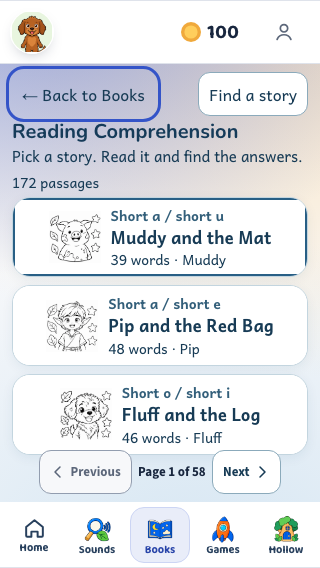 100
← Back to Books
Find a story
Reading Comprehension
Pick a story. Read it and find the answers.
172 passages
Short a / short u
Muddy and the Mat
39 words · Muddy
Short a / short e
Pip and the Red Bag
48 words · Pip
Short o / short i
Fluff and the Log
46 words · Fluff
Previous
Page 1 of 58
Next
Home
Sounds
Books
Games
Hollow